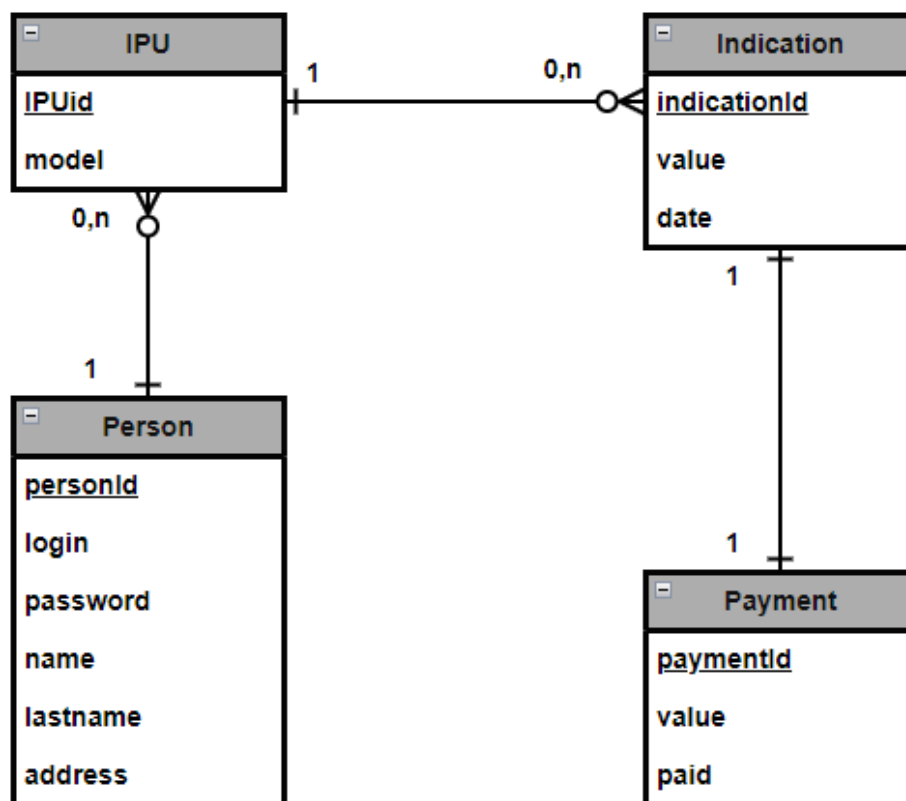 IPU
IPUid
model
1
0,n
Indication
indicationId
value
date
0,n
1
Person
personId
login
password
name
lastname
address
1
1
Payment
paymentId
value
paid